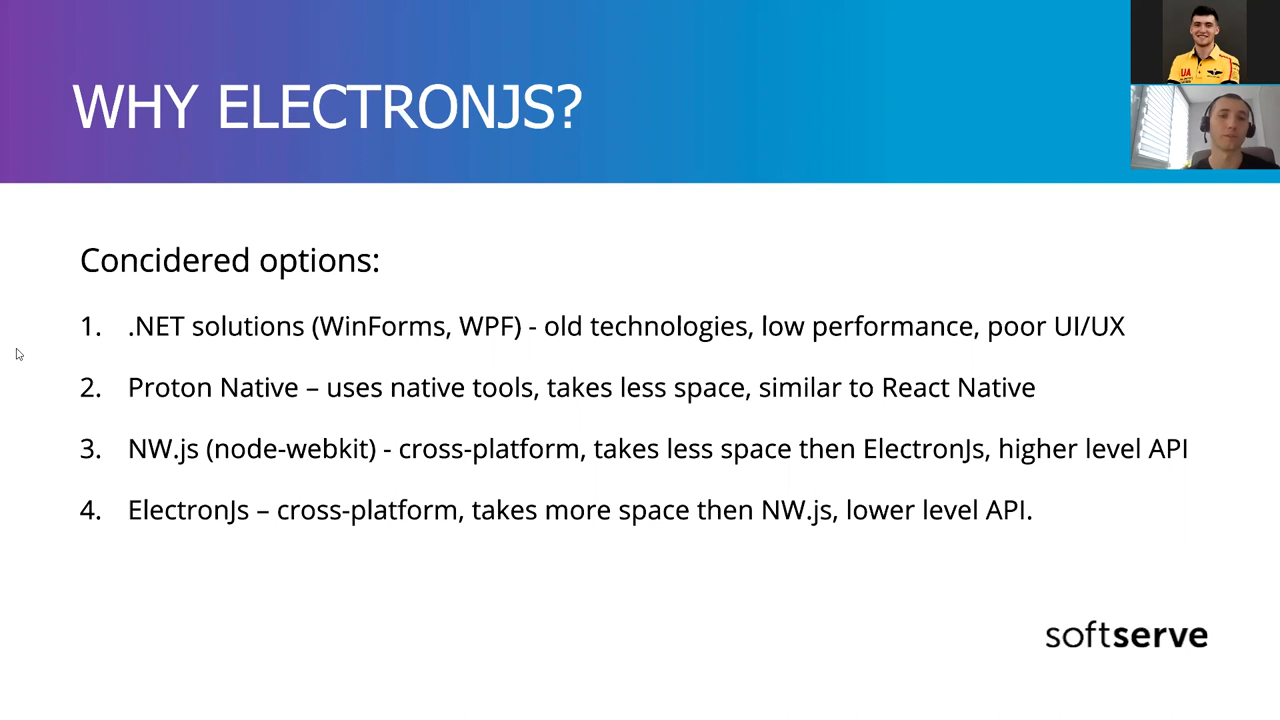 WHY ELECTRONJS?
UA
Concidered options:
1. .NET solutions (WinForms, WPF) - old technologies, low performance, poor UI/UX
2. Proton Native – uses native tools, takes less space, similar to React Native
3. NW.js (node-webkit) - cross-platform, takes less space then ElectronJs, higher level API
4. ElectronJs – cross-platform, takes more space then NW.js, lower level API.
softserve